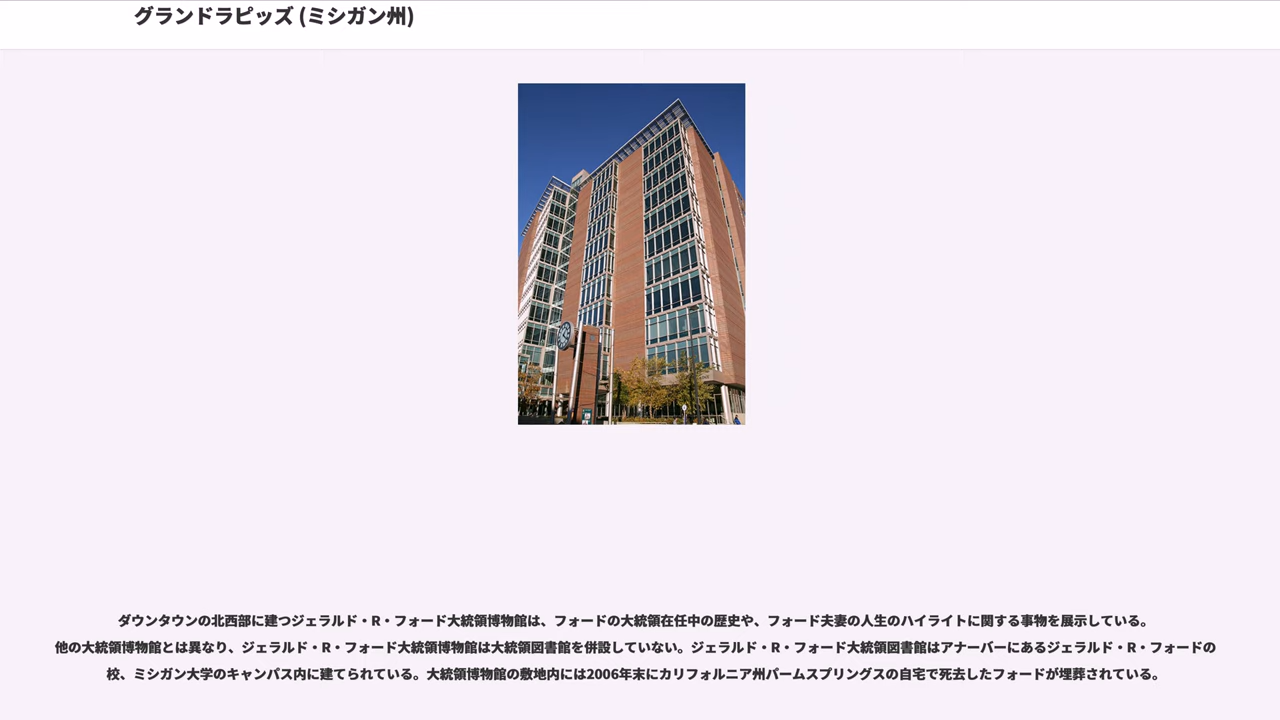 グランドラピッズ (ミシガン州)
ダウンタウンの北西部に建つジェラルド・R・フォード大統領博物館は、フォードの大統領在任中の歴史や、フォード夫妻の人生のハイライトに関する事物を展示している。
他の大統領博物館とは異なり、ジェラルド・R・フォード大統領博物館は大統領図書館を併設していない。ジェラルド・R・フォード大統領図書館はアナーバーにあるジェラルド・R・フォードの
校、ミシガン大学のキャンパス内に建てられている。大統領博物館の敷地内には2006年末にカリフォルニア州パームスプリングスの自宅で死去したフォードが埋葬されている。